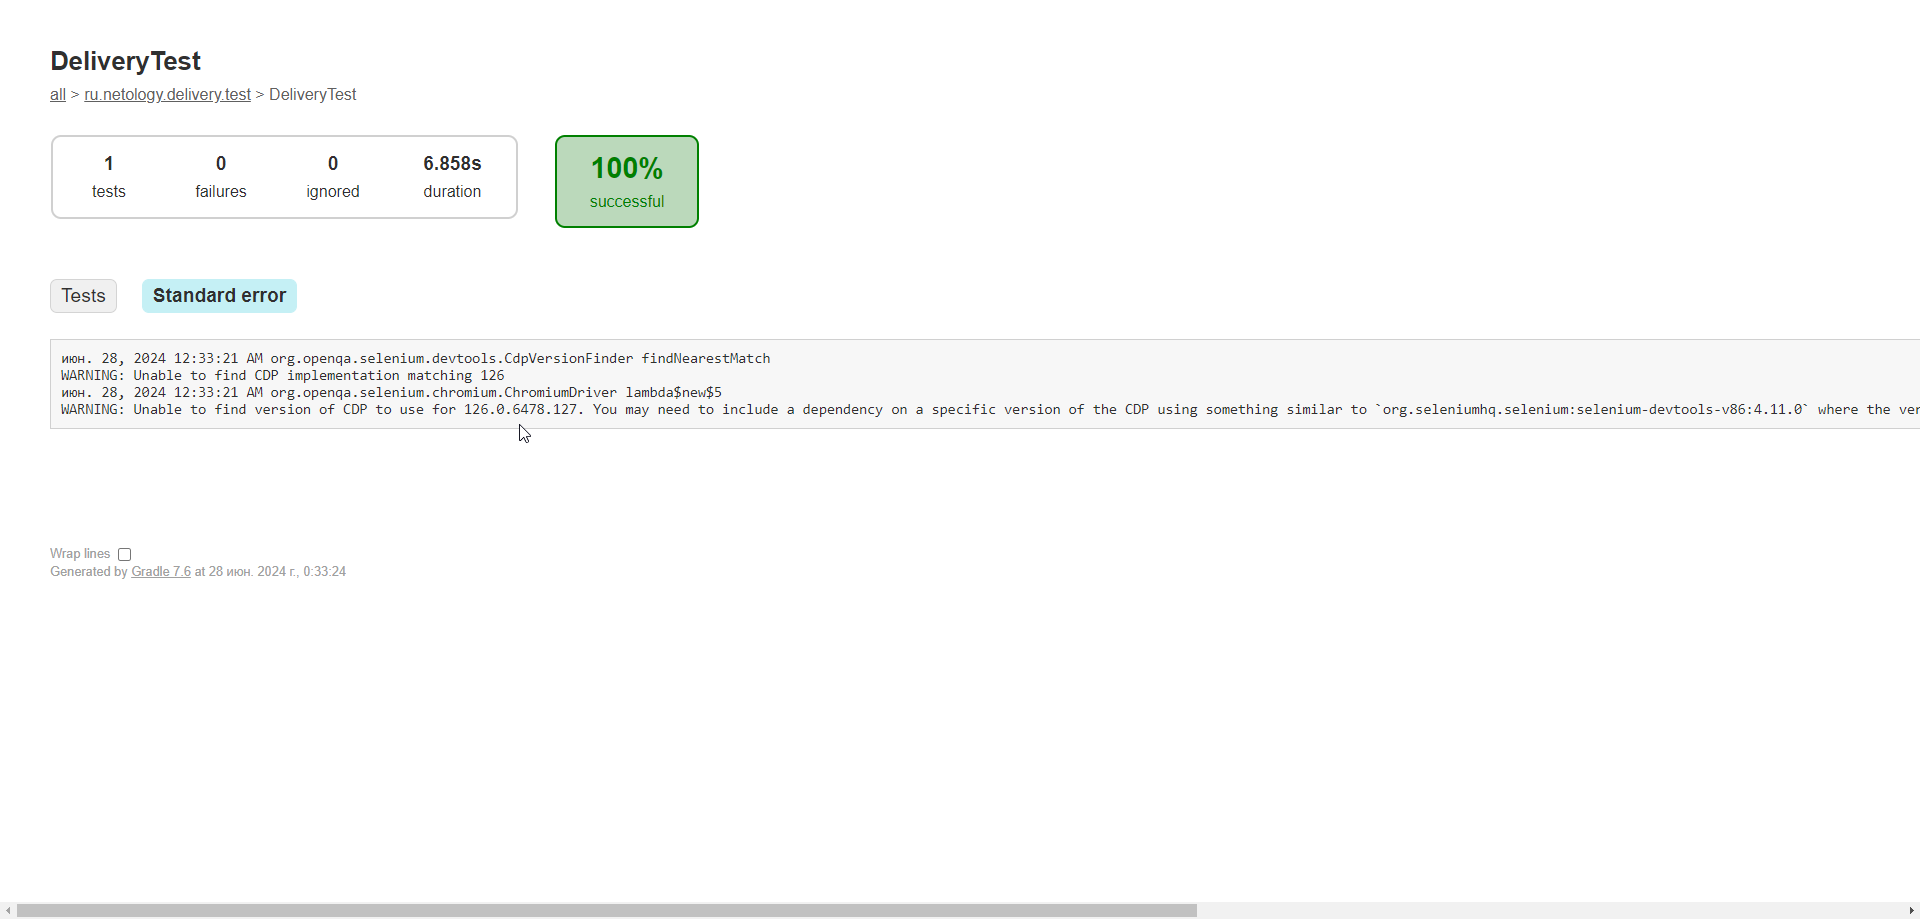 DeliveryTest
all > ru.netology.delivery.test > DeliveryTest
1 0 0 6.858s
tests failures ignored duration
100%
successful
Tests Standard error
июн. 28, 2024 12:33:21 AM org.openqa.selenium.devtools.CdpVersionFinder findNearestMatch
WARNING: Unable to find CDP implementation matching 126
июн. 28, 2024 12:33:21 AM org.openqa.selenium.chromium.ChromiumDriver lambda$new$5
WARNING: Unable to find version of CDP to use for 126.0.6478.127. You may need to include a dependency on a specific version of the CDP using something similar to `org.seleniumhq.selenium:selenium-devtools-v86:4.11.0` where the ver
Wrap lines
Generated by Gradle 7.6 at 28 июн. 2024 г., 0:33:24